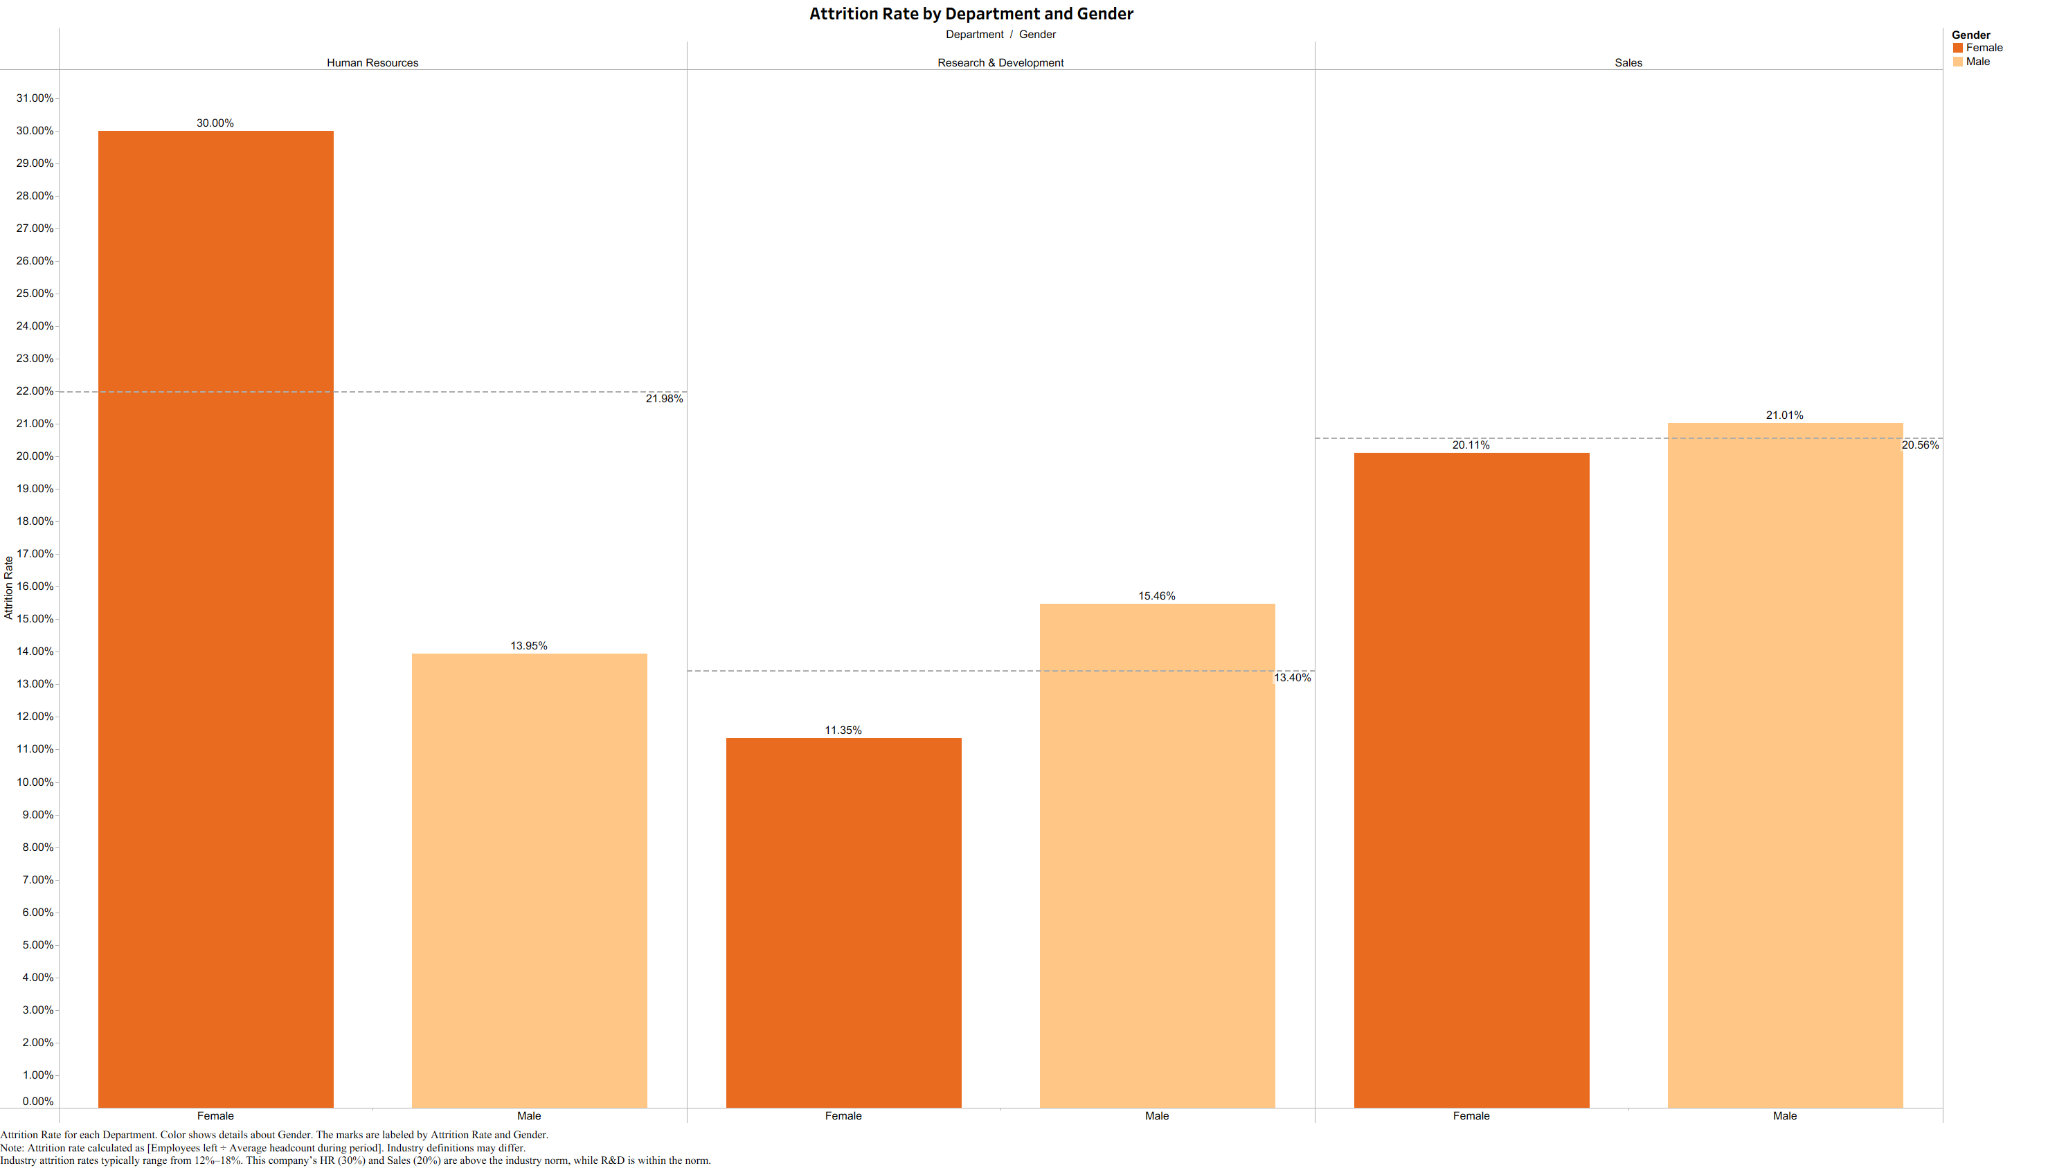 Attrition Rate by Department and Gender
Department / Gender
Human Resources
Research & Development
Sales
Gender
Female
Male
Attrition Rate
31.00%
30.00%
29.00%
28.00%
27.00%
26.00%
25.00%
24.00%
23.00%
22.00%
21.00%
20.00%
19.00%
18.00%
17.00%
16.00%
15.00%
14.00%
13.00%
12.00%
11.00%
10.00%
9.00%
8.00%
7.00%
6.00%
5.00%
4.00%
3.00%
2.00%
1.00%
0.00%
30.00%
21.98%
13.95%
11.35%
15.46%
13.40%
20.11%
21.01%
20.56%
Female
Male
Female
Male
Female
Male
Attrition Rate for each Department. Color shows details about Gender. The marks are labeled by Attrition Rate and Gender.
Note: Attrition rate calculated as [Employees left ÷ Average headcount during period]. Industry definitions may differ.
Industry attrition rates typically range from 12%–18%. This company’s HR (30%) and Sales (20%) are above the industry norm, while R&D is within the norm.